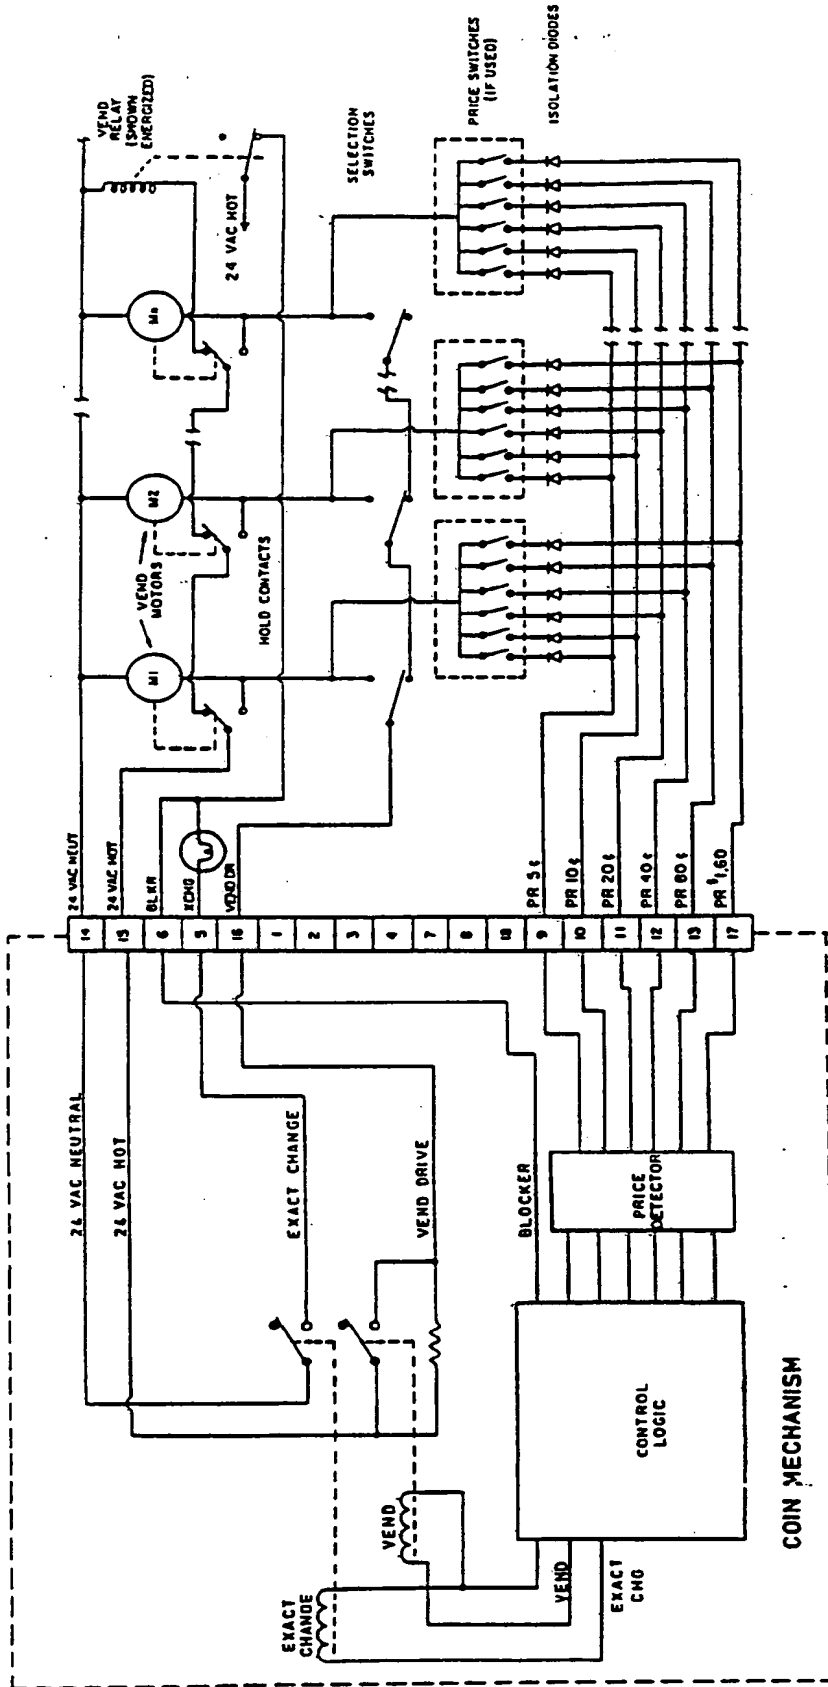 VEND
RELAY
(SHOWN
ENERGIZED)
24 VAC HOT
SELECTION
SWITCHES
PRICE SWITCHES
(IF USED)
ISOLATION DIODES
Mn
M2
M1
VEND
MOTORS
HOLD CONTACTS
24 VAC NEUT
24 VAC HOT
BLKR
XCHG
VEND DR
PR 5¢
PR 10¢
PR 20¢
PR 40¢
PR 80¢
PR $1.60
14
15
6
5
16
1
2
3
4
7
8
18
9
10
11
12
13
17
24 VAC NEUTRAL
24 VAC HOT
EXACT CHANGE
VEND DRIVE
BLOCKER
PRICE
DETECTOR
CONTROL
LOGIC
VEND
EXACT
CHANGE
VEND
EXACT
CHG
COIN MECHANISM